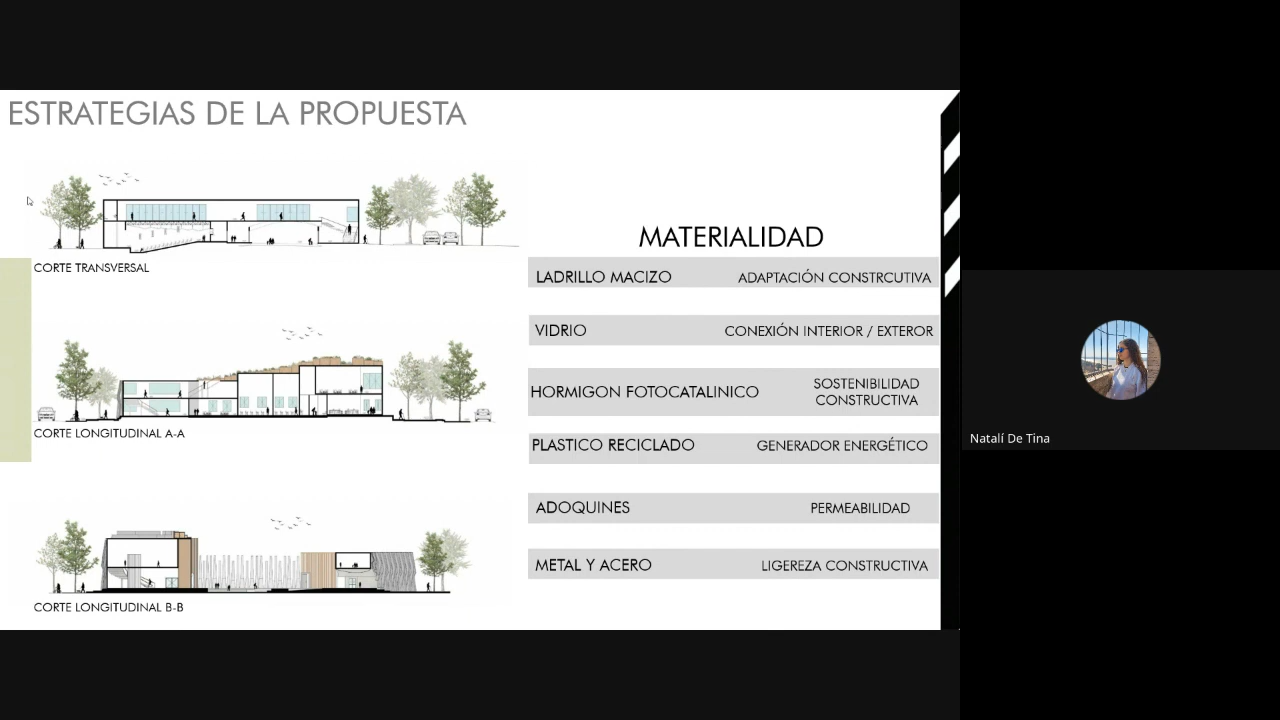 ESTRATEGIAS DE LA PROPUESTA
CORTE TRANSVERSAL
CORTE LONGITUDINAL A-A
CORTE LONGITUDINAL B-B
MATERIALIDAD
LADRILLO MACIZO ADAPTACIÓN CONSTRCUTIVA
VIDRIO CONEXIÓN INTERIOR / EXTEROR
HORMIGON FOTOCATALINICO SOSTENIBILIDAD
CONSTRUCTIVA
PLASTICO RECICLADO GENERADOR ENERGÉTICO
ADOQUINES PERMEABILIDAD
METAL Y ACERO LIGEREZA CONSTRUCTIVA
Natalí De Tina